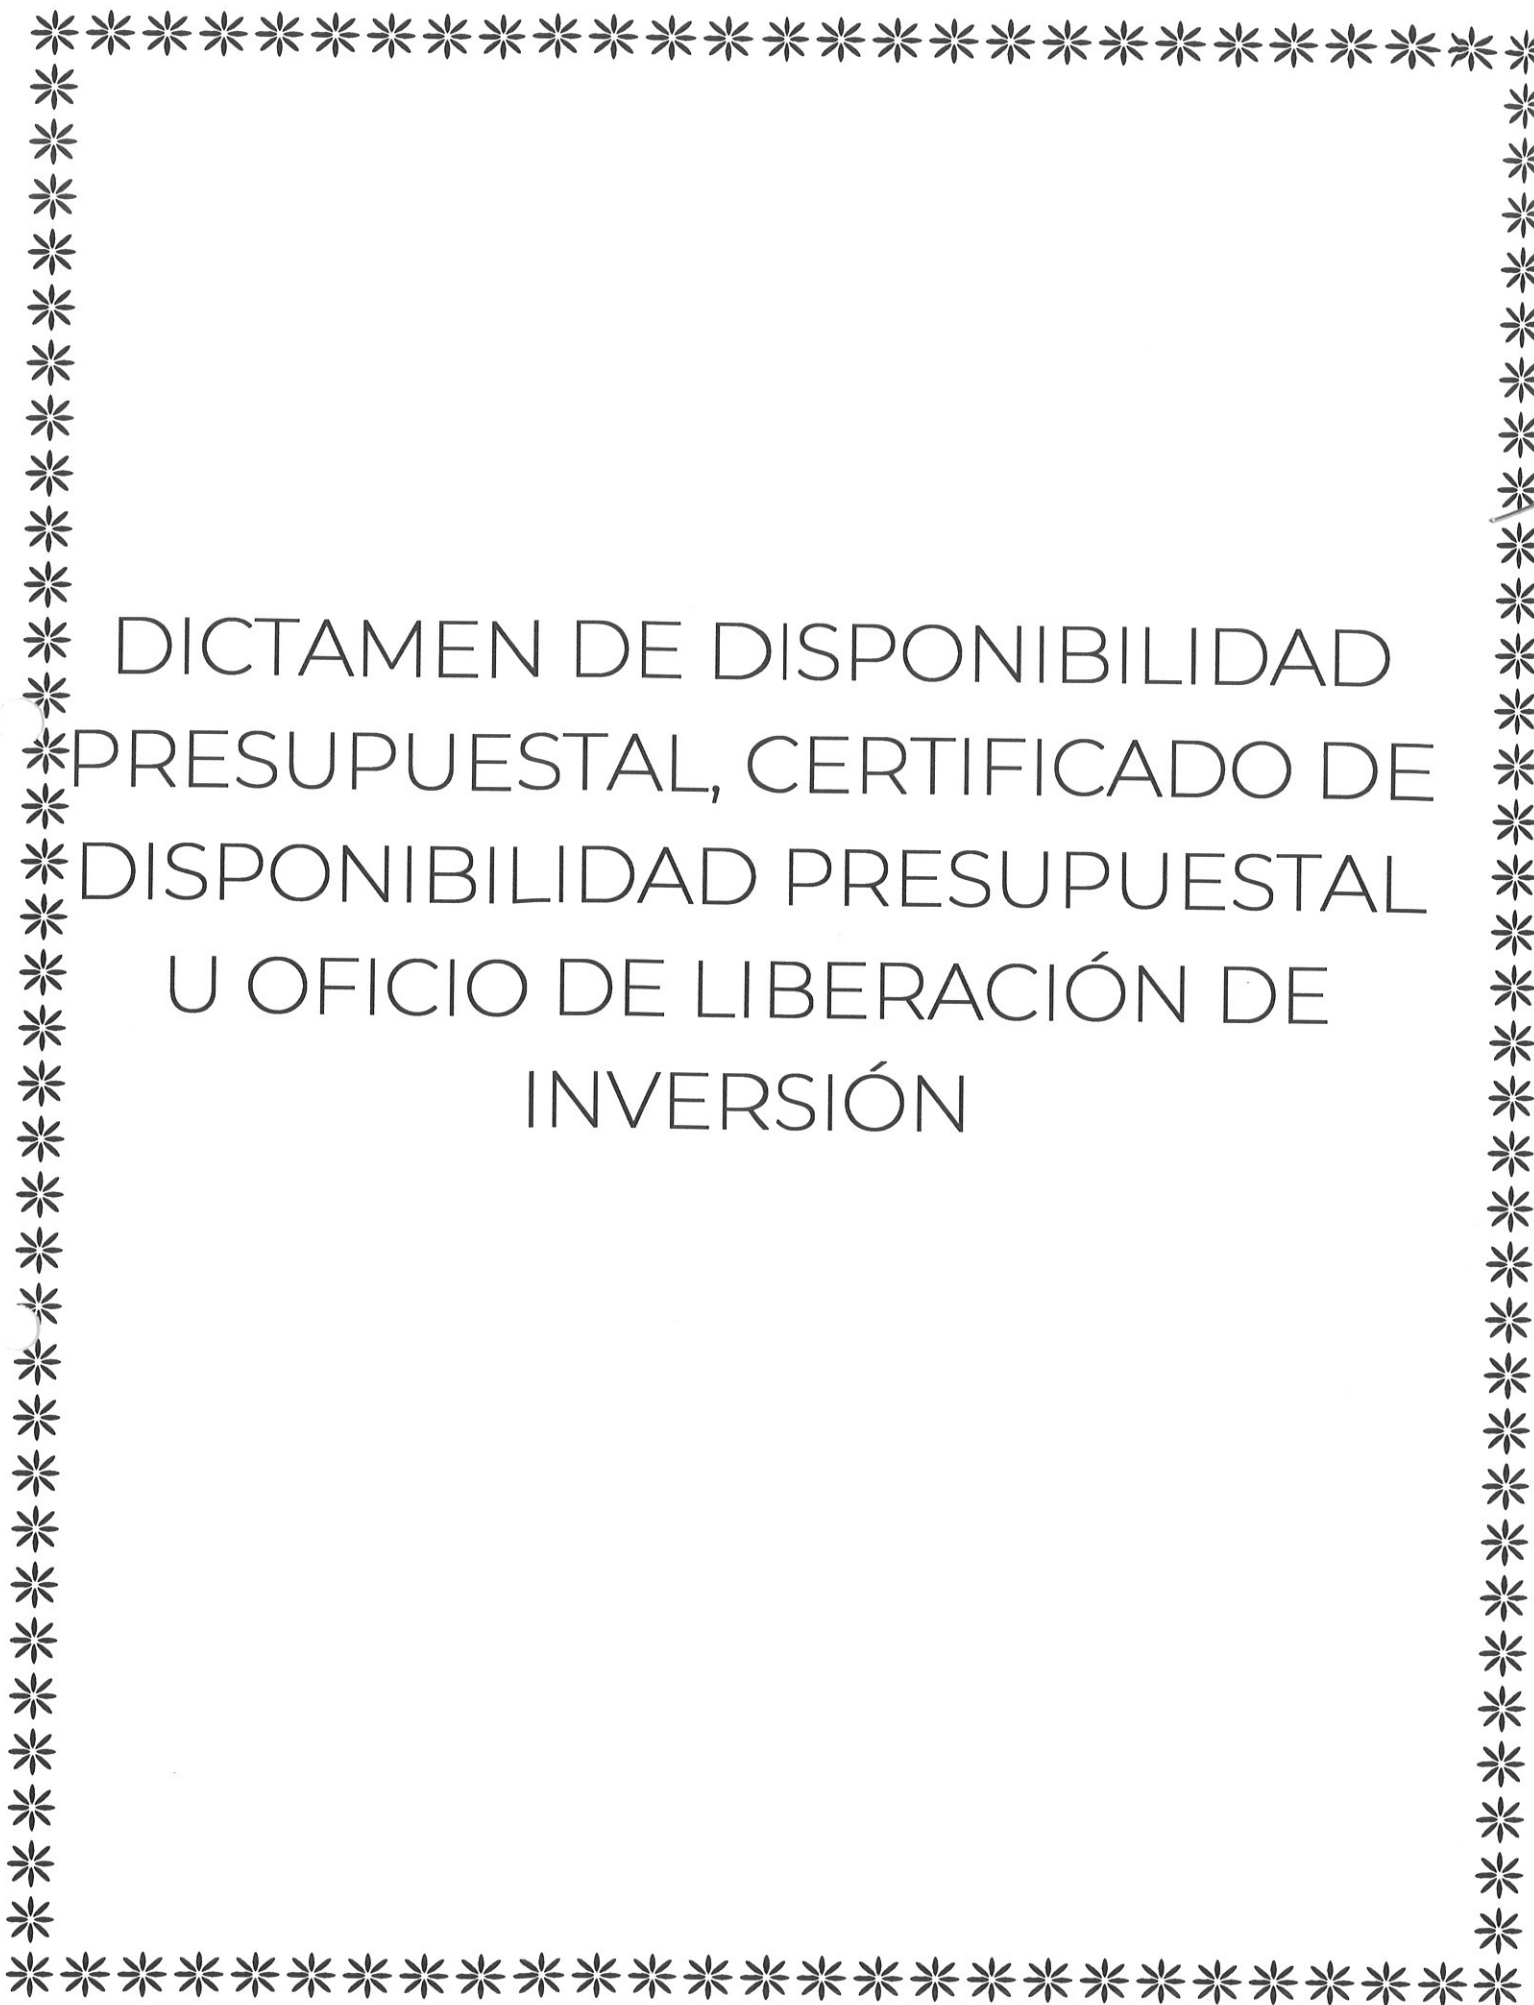 DICTAMEN DE DISPONIBILIDAD
PRESUPUESTAL, CERTIFICADO DE
DISPONIBILIDAD PRESUPUESTAL
U OFICIO DE LIBERACIÓN DE
INVERSIÓN